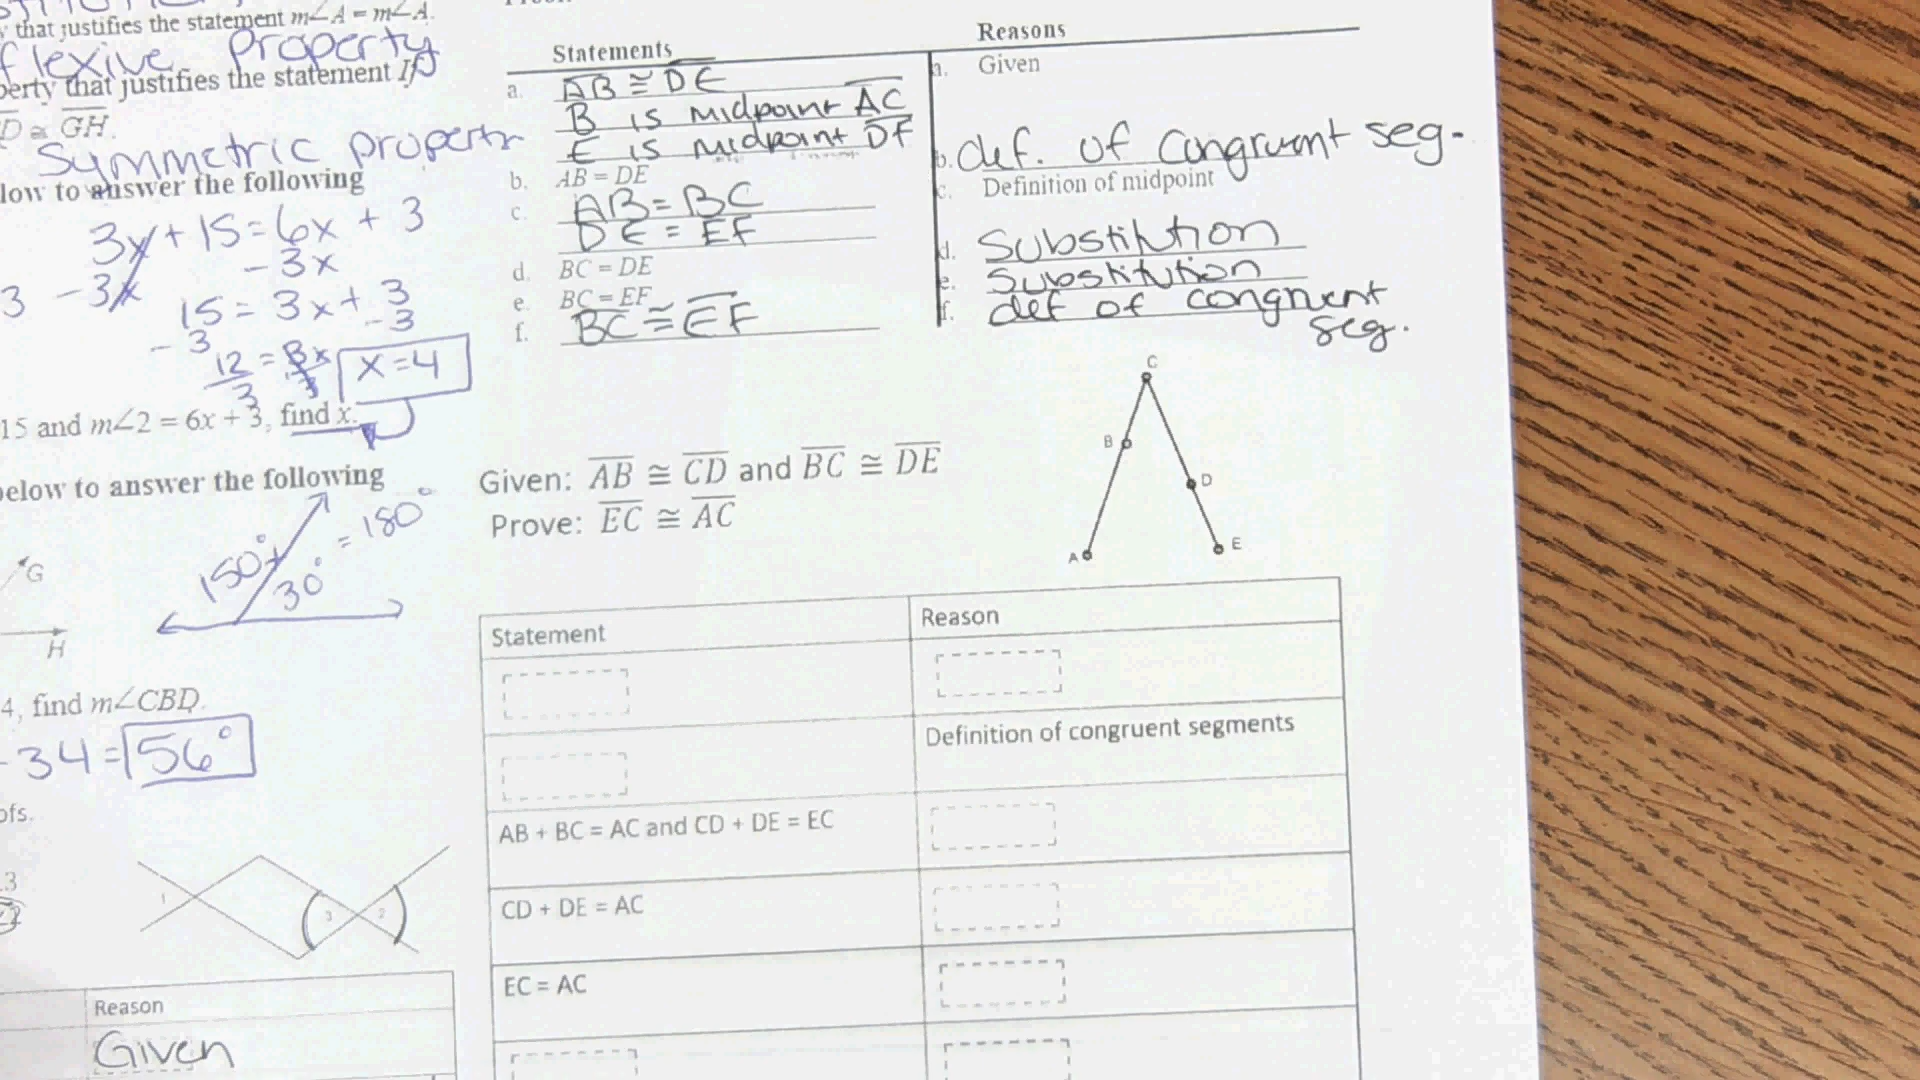 that justifies the statement m∠A = m∠A.
flexive Property
perty that justifies the statement If
D ≅ GH.
Symmetric property
low to answer the following
3x + 15 = 6x + 3
-3x -3x
3
15 = 3x + 3
-3 -3
12 = 3x
3 3
x = 4
15 and m∠2 = 6x + 3, find x.
below to answer the following
150° + 30° = 180°
G
H
4, find m∠CBD.
-34 = 56°
ofs.
1 3 2
Reason
Given
Statements Reasons
a. AB ≅ DE
B is midpoint AC
E is midpoint DF
a. Given
b. AB = DE
b. def. of Congruent seg.
c. AB = BC
DE = EF
c. Definition of midpoint
d. BC = DE
d. Substitution
e. BC = EF
e. Substitution
f. BC ≅ EF
f. def of congruent seg.
Given: AB ≅ CD and BC ≅ DE
Prove: EC ≅ AC
C
B
D
A
E
Statement Reason
Definition of congruent segments
AB + BC = AC and CD + DE = EC
CD + DE = AC
EC = AC